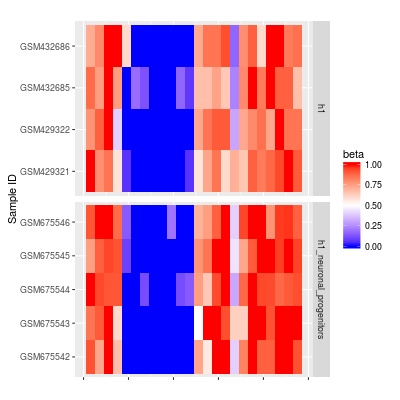 Sample ID
GSM432686
GSM432685
GSM429322
GSM429321
h1
GSM675546
GSM675545
GSM675544
GSM675543
GSM675542
h1_neuronal_progenitors
beta
1.00
0.75
0.50
0.25
0.00